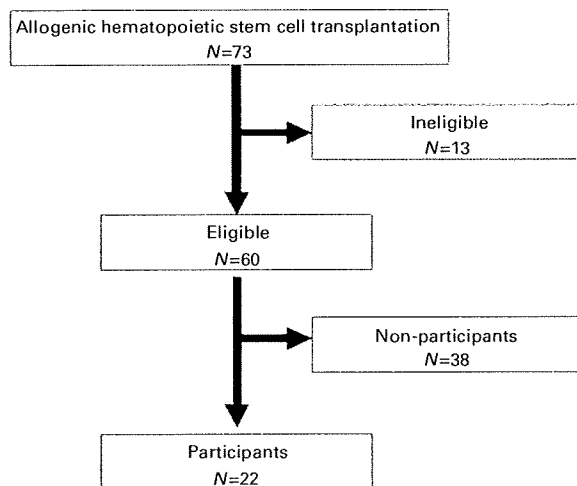 Allogenic hematopoietic stem cell transplantation
N=73
Ineligible
N=13
Eligible
N=60
Non-participants
N=38
Participants
N=22